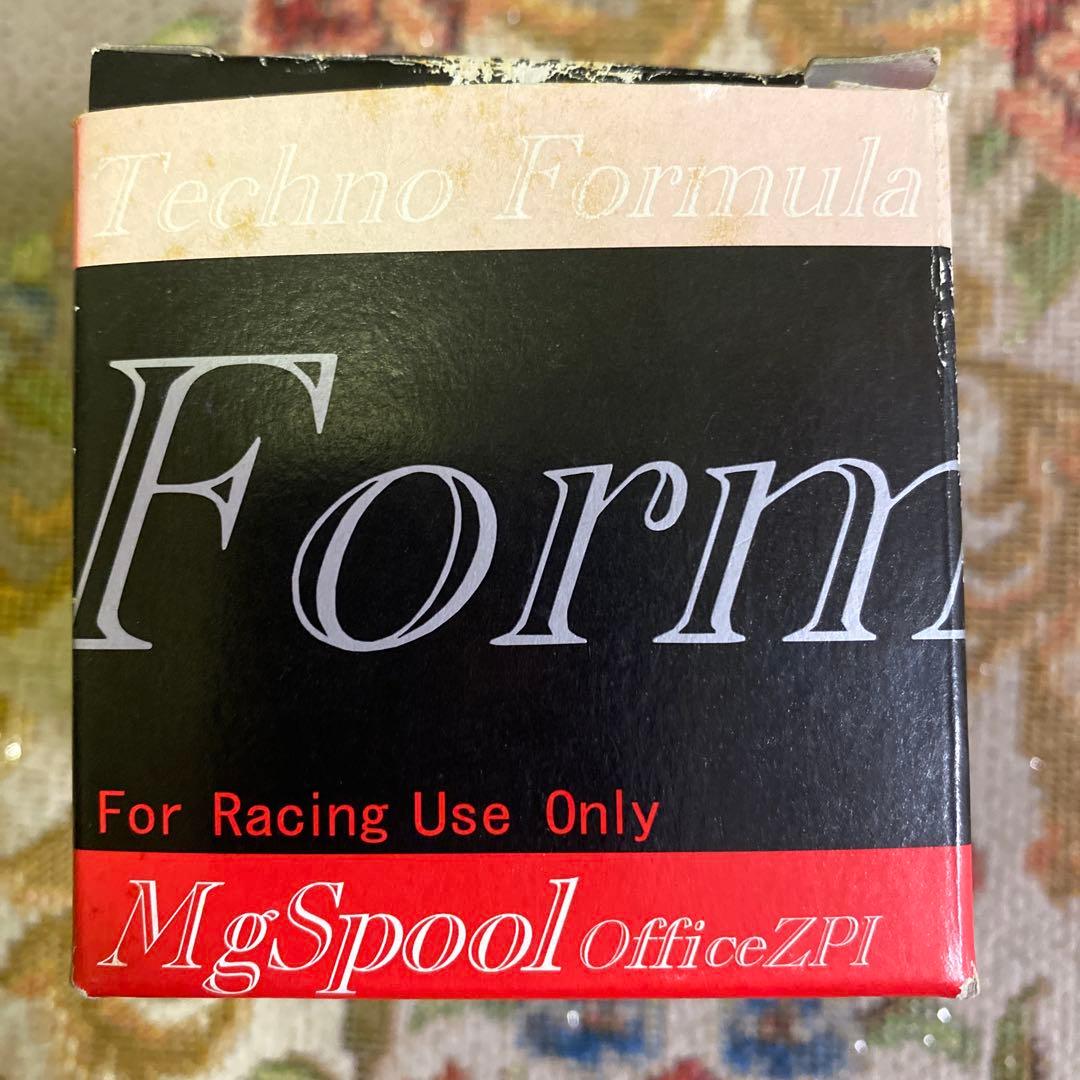 Techno Formula
Form
For Racing Use Only
MgSpool OfficeZPI